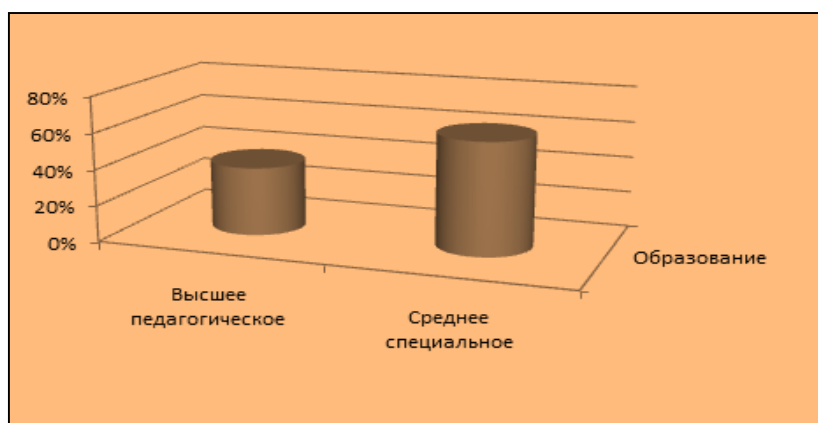 80%
60%
40%
20%
0%
Образование
Высшее
педагогическое
Среднее
специальное